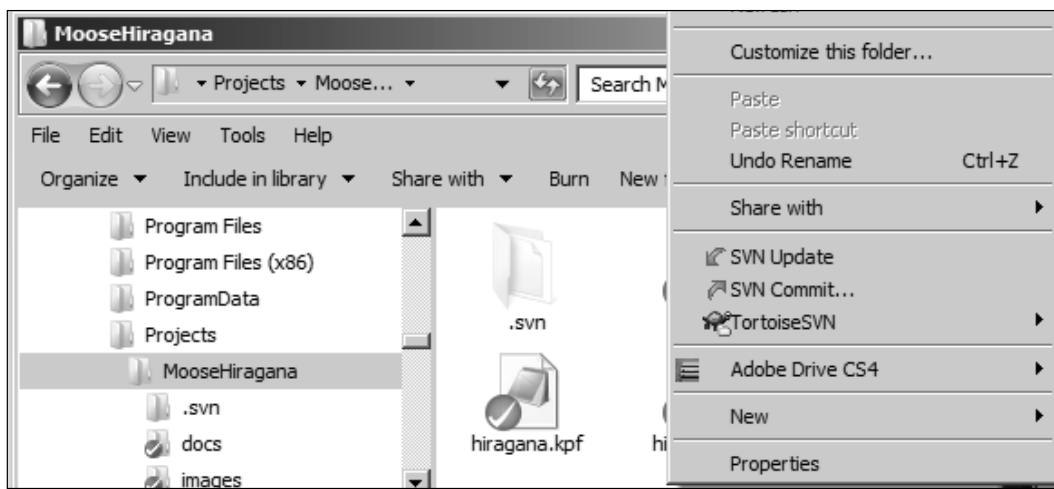 MooseHiragana
Projects Moose...
Search M
File Edit View Tools Help
Organize Include in library Share with Burn New
Program Files
Program Files (x86)
ProgramData
Projects
MooseHiragana
.svn
docs
images
.svn
hiragana.kpf
hi
Customize this folder...
Paste
Paste shortcut
Undo Rename Ctrl+Z
Share with
SVN Update
SVN Commit...
TortoiseSVN
Adobe Drive CS4
New
Properties